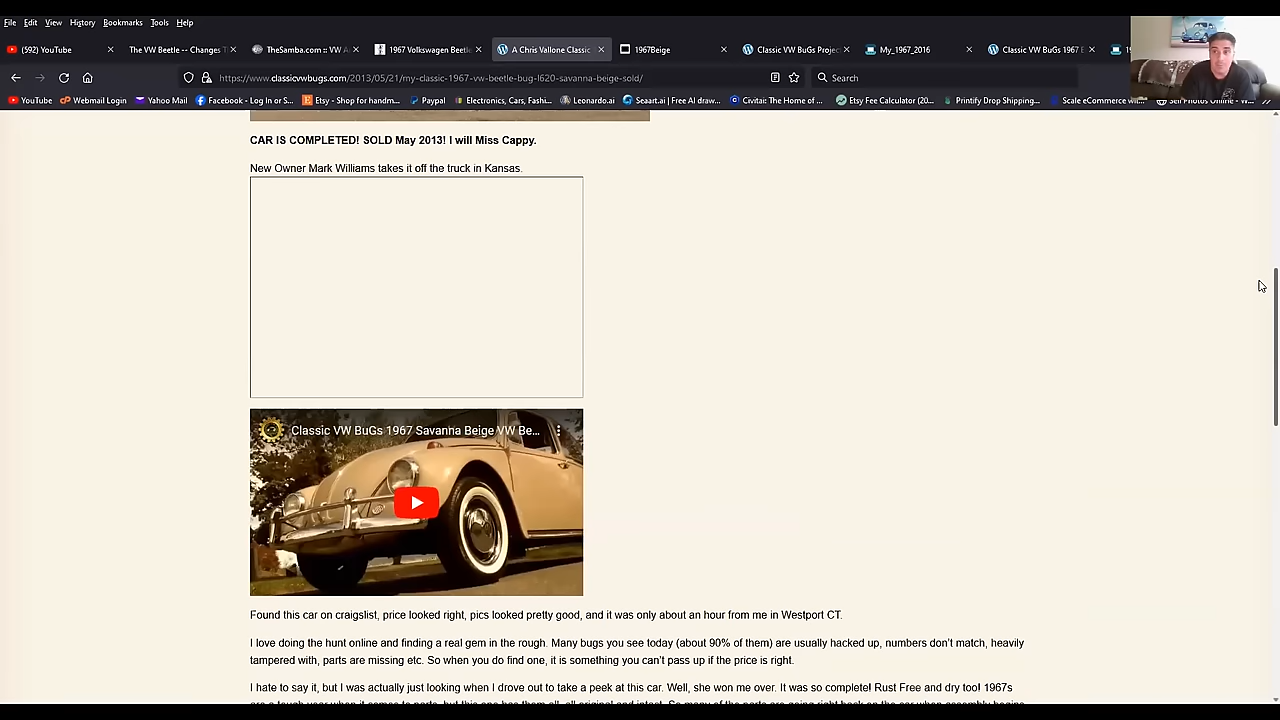 File Edit View History Bookmarks Tools Help
(592) YouTube
The VW Beetle -- Changes
TheSamba.com :: VW A
1967 Volkswagen Beetle
A Chris Vallone Classic
1967Beige
Classic VW BuGs Projec
My_1967_2016
Classic VW BuGs 1967 B
https://www.classicvwbugs.com/2013/05/21/my-classic-1967-vw-beetle-bug-l620-savanna-beige-sold/
Search
YouTube Webmail Login Yahoo Mail Facebook - Log In or S... Etsy - Shop for handm... Paypal Electronics, Cars, Fashi... Leonardo.ai Seaart.ai | Free AI draw... Civitai: The Home of ... Etsy Fee Calculator (20... Printify Drop Shipping... Scale eCommerce wit... Sell Photos Online - W...
CAR IS COMPLETED! SOLD May 2013! I will Miss Cappy.
New Owner Mark Williams takes it off the truck in Kansas.
Classic VW BuGs 1967 Savanna Beige VW Be...
Found this car on craigslist, price looked right, pics looked pretty good, and it was only about an hour from me in Westport CT.
I love doing the hunt online and finding a real gem in the rough. Many bugs you see today (about 90% of them) are usually hacked up, numbers don't match, heavily
tampered with, parts are missing etc. So when you do find one, it is something you can't pass up if the price is right.
I hate to say it, but I was actually just looking when I drove out to take a peek at this car. Well, she won me over. It was so complete! Rust Free and dry too! 1967s